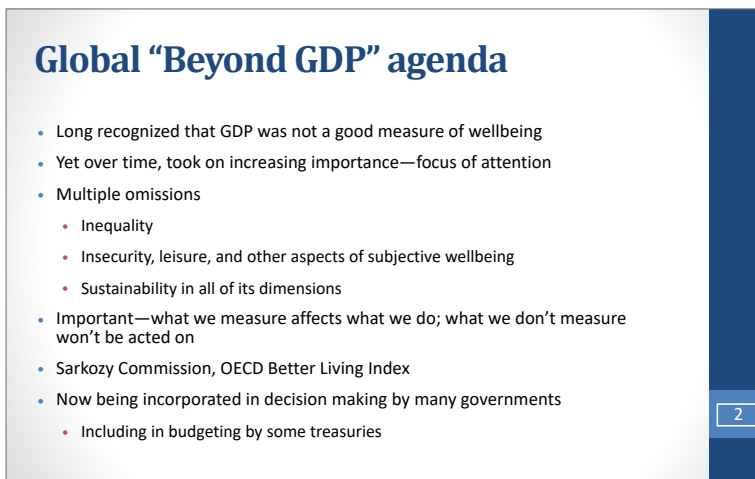 Global “Beyond GDP” agenda
• Long recognized that GDP was not a good measure of wellbeing
• Yet over time, took on increasing importance—focus of attention
• Multiple omissions
• Inequality
• Insecurity, leisure, and other aspects of subjective wellbeing
• Sustainability in all of its dimensions
• Important—what we measure affects what we do; what we don’t measure
won’t be acted on
• Sarkozy Commission, OECD Better Living Index
• Now being incorporated in decision making by many governments
• Including in budgeting by some treasuries
2